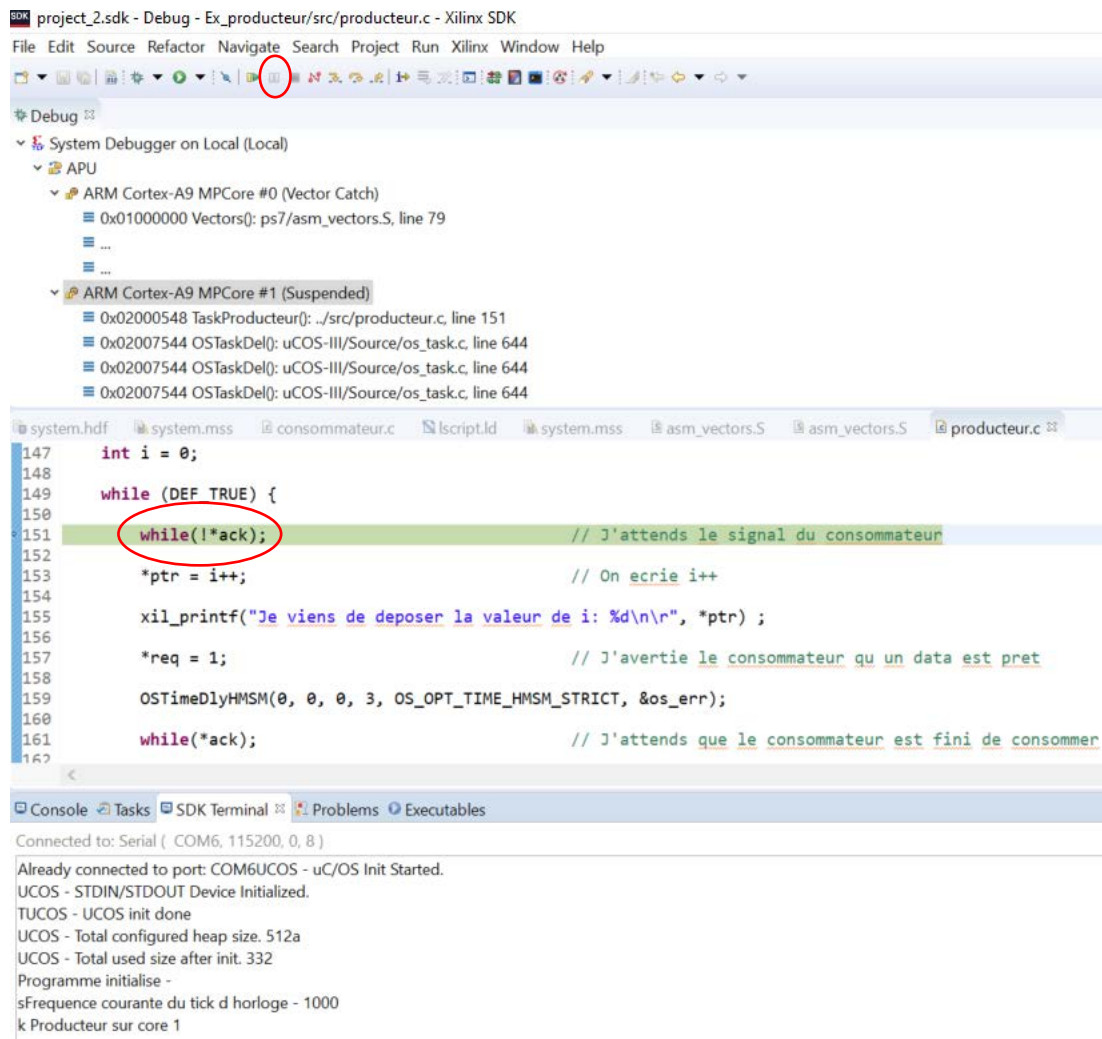 SDK project_2.sdk - Debug - Ex_producteur/src/producteur.c - Xilinx SDK
File Edit Source Refactor Navigate Search Project Run Xilinx Window Help
Debug
System Debugger on Local (Local)
APU
ARM Cortex-A9 MPCore #0 (Vector Catch)
0x01000000 Vectors(): ps7/asm_vectors.S, line 79
...
...
ARM Cortex-A9 MPCore #1 (Suspended)
0x02000548 TaskProducteur(): ../src/producteur.c, line 151
0x02007544 OSTaskDel(): uCOS-III/Source/os_task.c, line 644
0x02007544 OSTaskDel(): uCOS-III/Source/os_task.c, line 644
0x02007544 OSTaskDel(): uCOS-III/Source/os_task.c, line 644
system.hdf system.mss consommateur.c lscript.ld system.mss asm_vectors.S asm_vectors.S producteur.c
147 int i = 0;
148
149 while (DEF_TRUE) {
150
151 while(!*ack); // J'attends le signal du consommateur
152
153 *ptr = i++; // On ecrie i++
154
155 xil_printf("Je viens de deposer la valeur de i: %d\n\r", *ptr) ;
156
157 *req = 1; // J'avertie le consommateur qu un data est pret
158
159 OSTimeDlyHMSM(0, 0, 0, 3, OS_OPT_TIME_HMSM_STRICT, &os_err);
160
161 while(*ack); // J'attends que le consommateur est fini de consommer
162
Console Tasks SDK Terminal Problems Executables
Connected to: Serial ( COM6, 115200, 0, 8 )
Already connected to port: COM6UCOS - uC/OS Init Started.
UCOS - STDIN/STDOUT Device Initialized.
TUCOS - UCOS init done
UCOS - Total configured heap size. 512a
UCOS - Total used size after init. 332
Programme initialise -
sFrequence courante du tick d horloge - 1000
k Producteur sur core 1